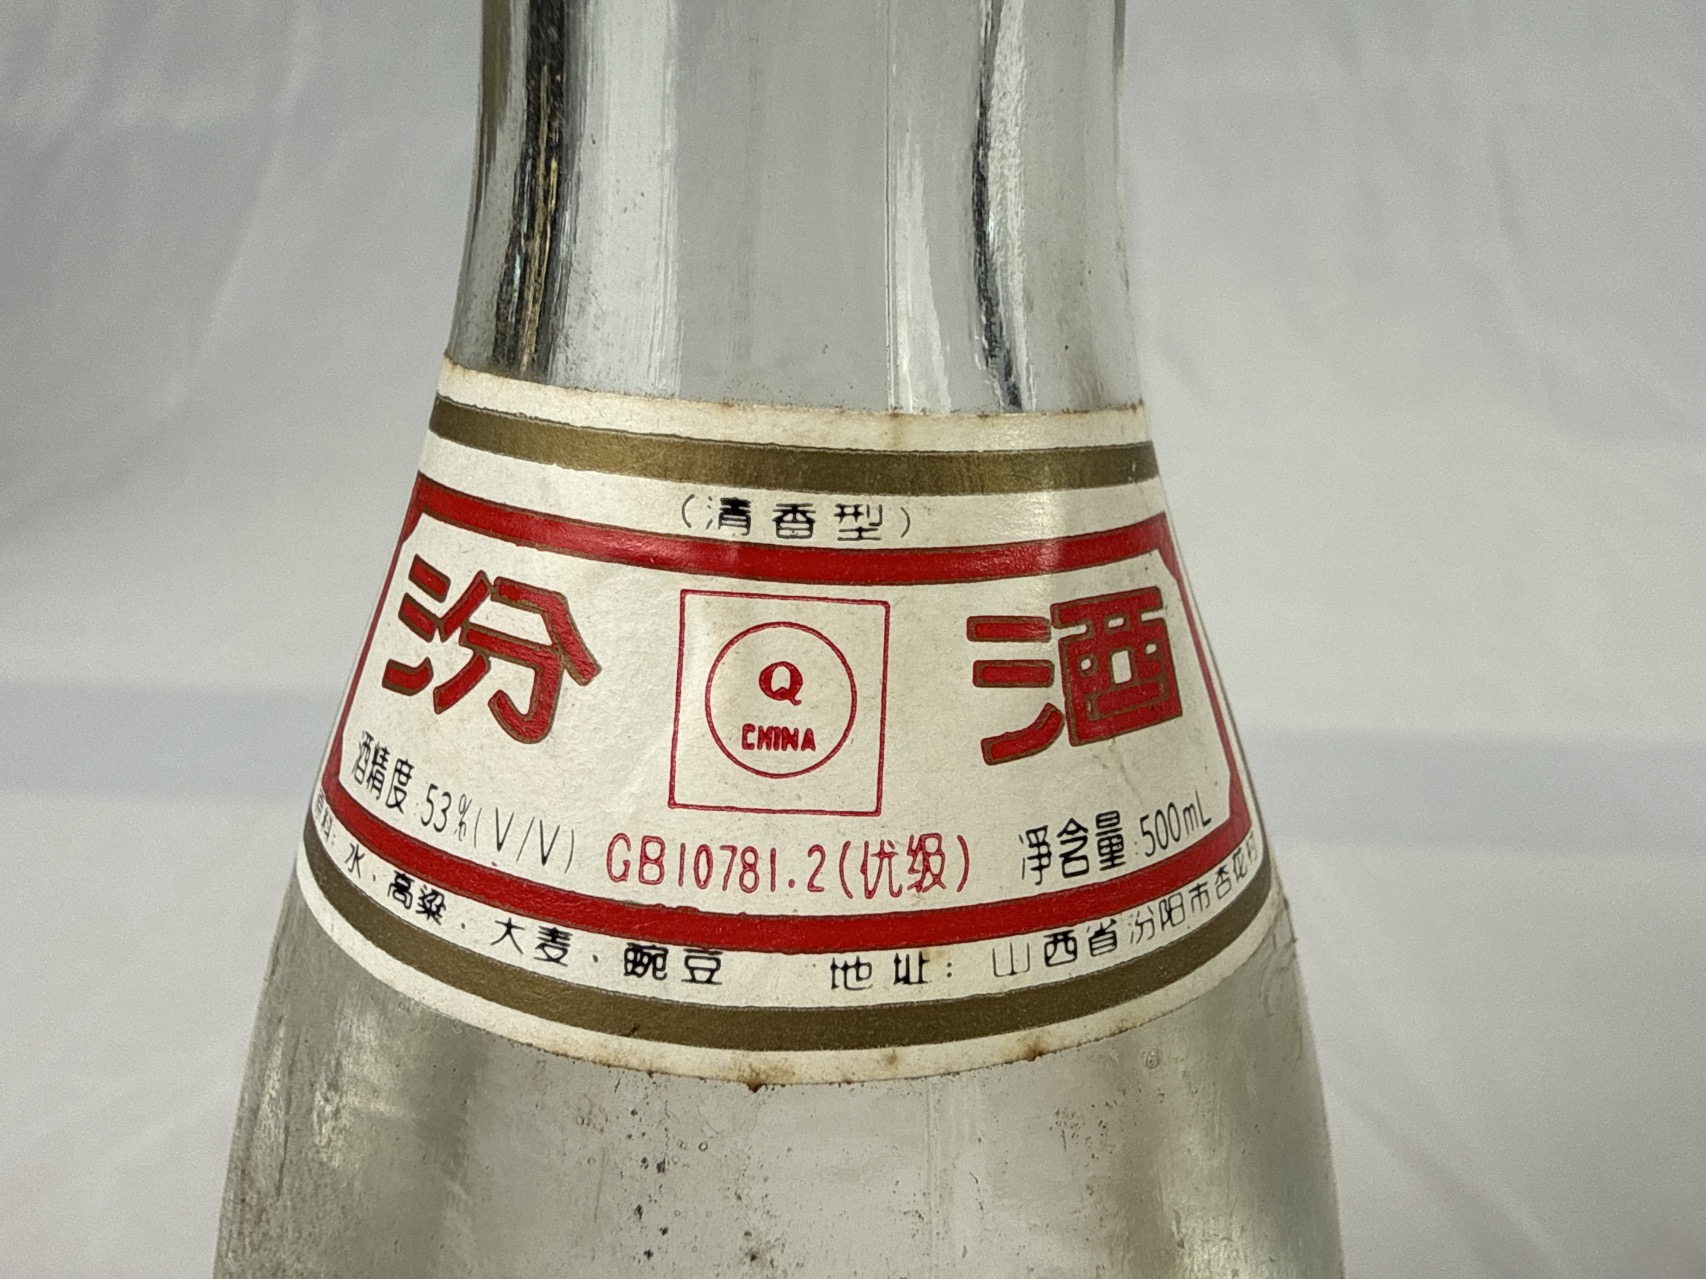 (清香型)
汾酒
Q
CHINA
酒精度:53%(V/V)
GB10781.2(优级)
净含量:500mL
原料:水、高粱、大麦、豌豆
地址:山西省汾阳市杏花村